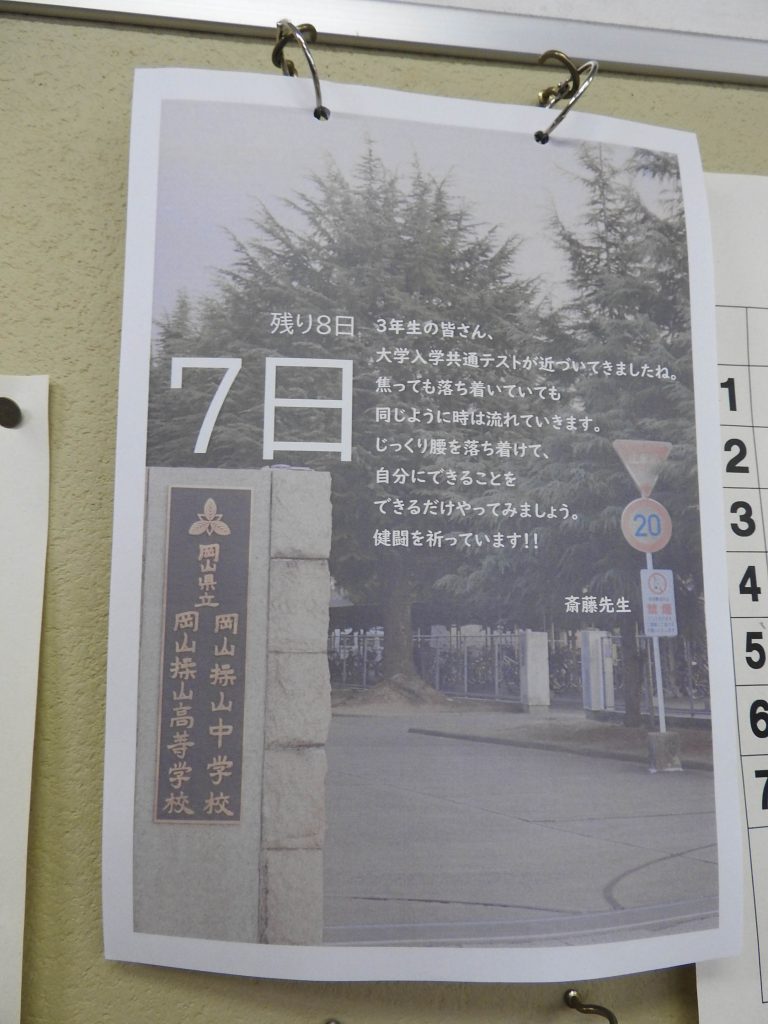 残り8日
7日
3年生の皆さん、
大学入学共通テストが近づいてきましたね。
焦っても落ち着いていても
同じように時は流れていきます。
じっくり腰を落ち着けて、
自分にできることを
できるだけやってみましょう。
健闘を祈っています!!
斎藤先生
岡山県立
岡山操山中学校
岡山操山高等学校
20
禁煙
1
2
3
4
5
6
7